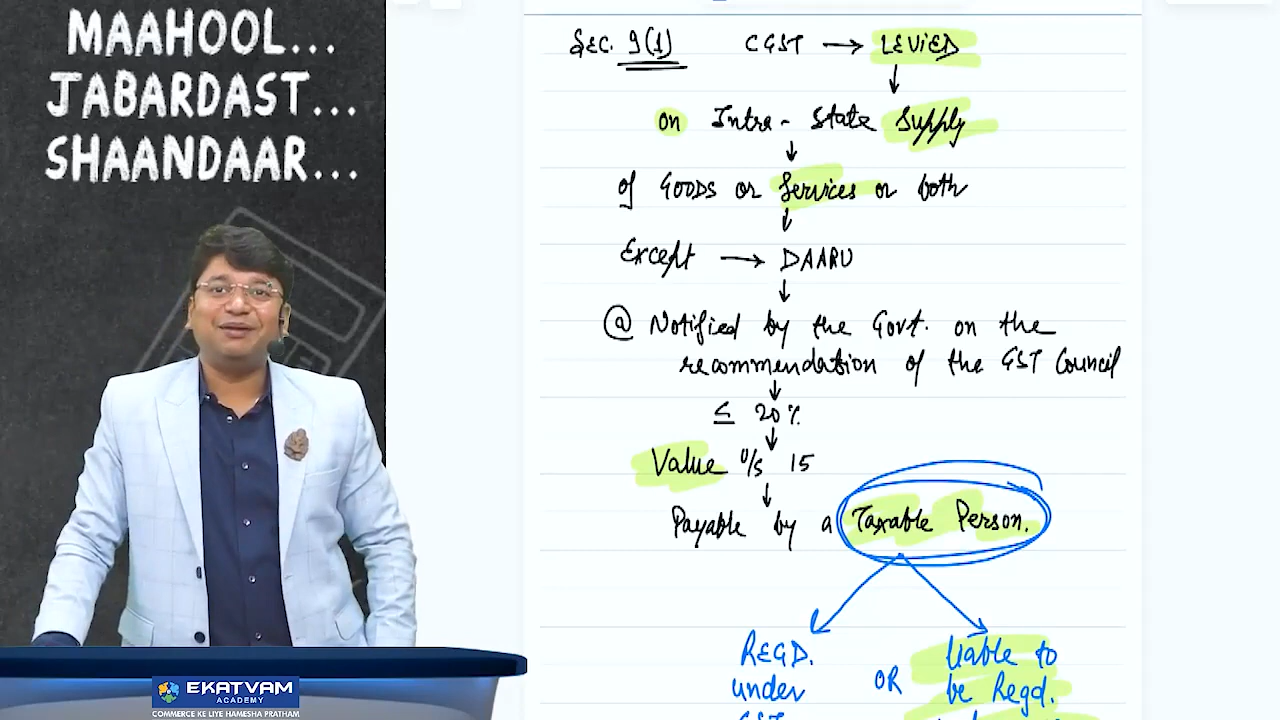 MAAHOOL...
JABARDAST...
SHAANDAAR...
EKATVAM
ACADEMY
COMMERCE KE LIYE HAMESHA PRATHAM
SEC. 9(1) CGST → LEVIED
↓
on Intra-State Supply
↓
of GOODS or Services or both
↓
Except → DAARU
↓
@ Notified by the Govt. on the
recommendation of the GST Council
↓
≤ 20%
↓
Value u/s 15
↓
Payable by a Taxable Person.
REGD. OR Liable to
under be Regd.